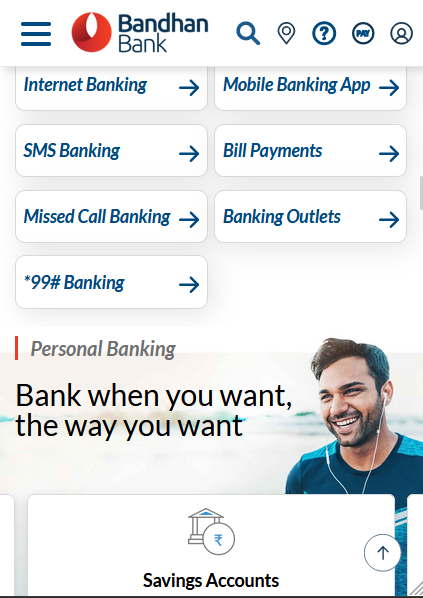 Bandhan
Bank
PAY
Internet Banking
Mobile Banking App
SMS Banking
Bill Payments
Missed Call Banking
Banking Outlets
*99# Banking
Personal Banking
Bank when you want,
the way you want
₹
Savings Accounts